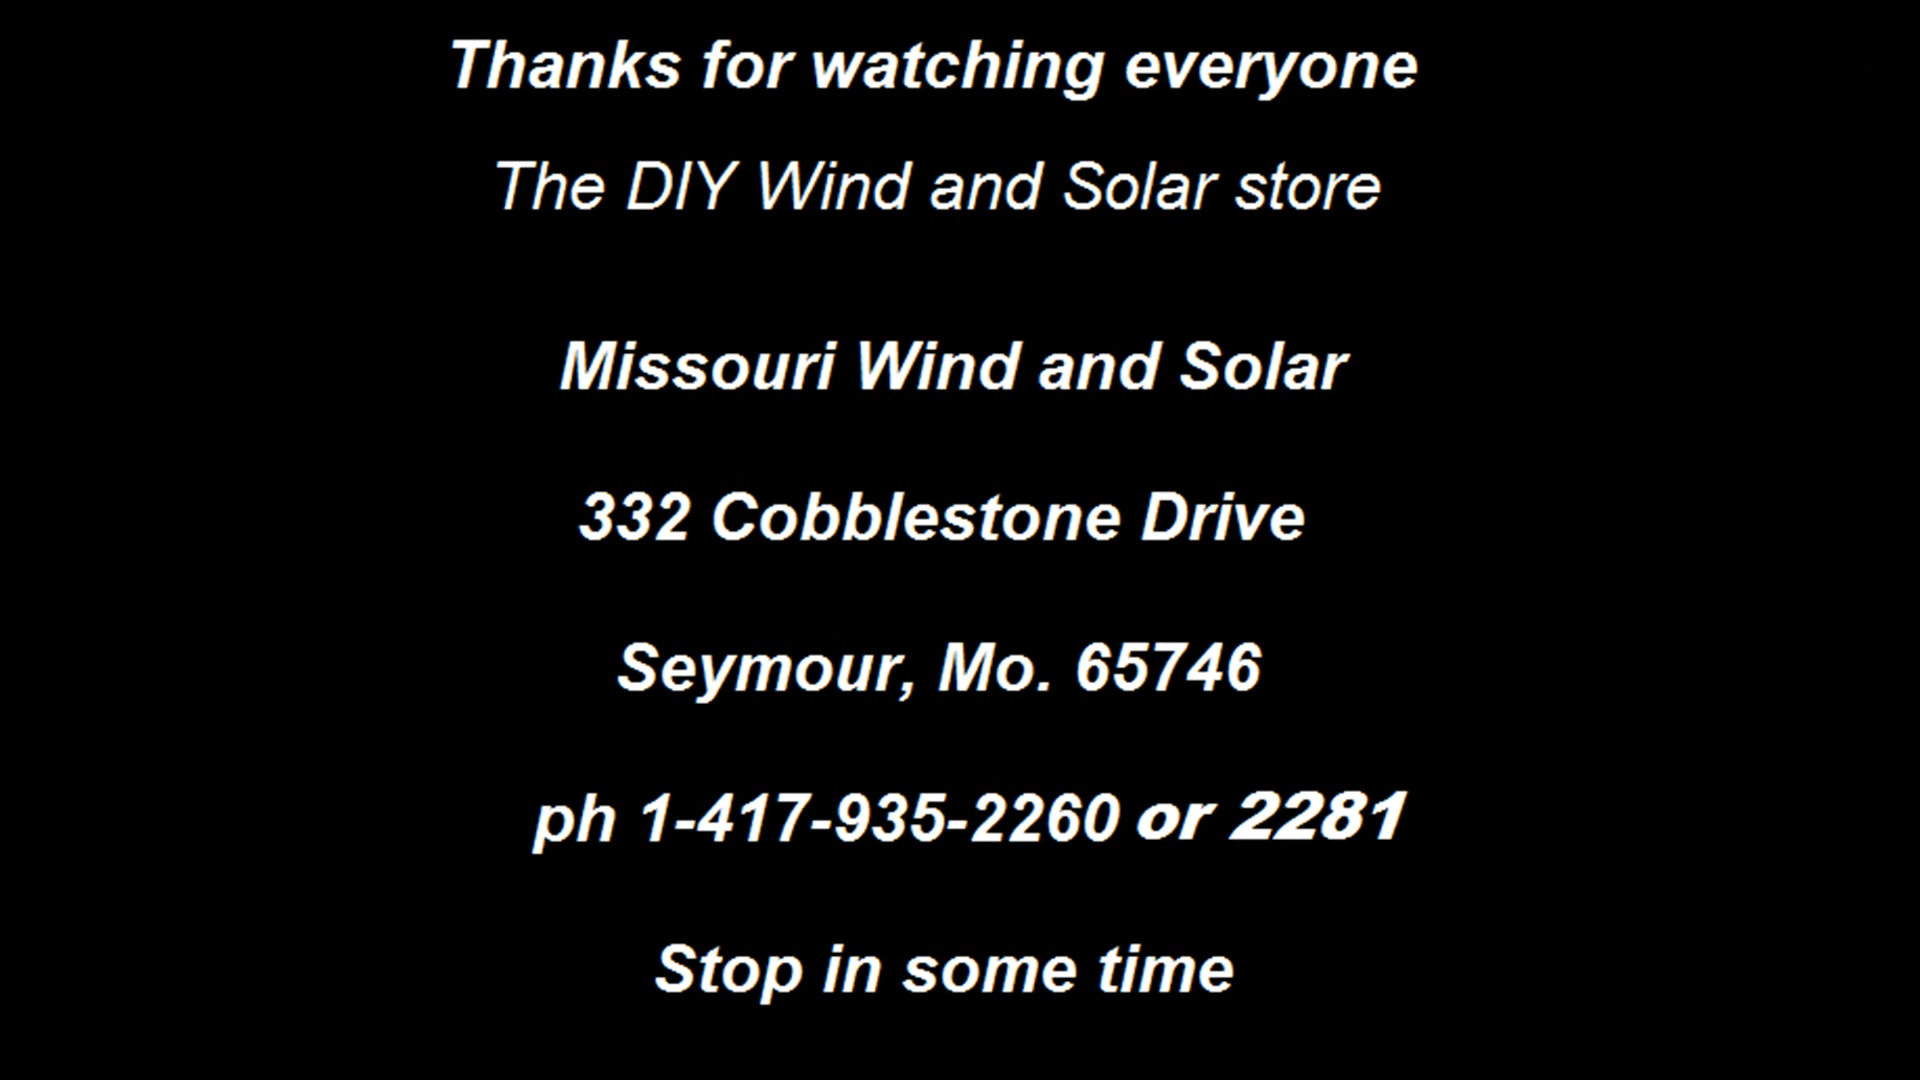 Thanks for watching everyone
The DIY Wind and Solar store
Missouri Wind and Solar
332 Cobblestone Drive
Seymour, Mo. 65746
ph 1-417-935-2260 or 2281
Stop in some time